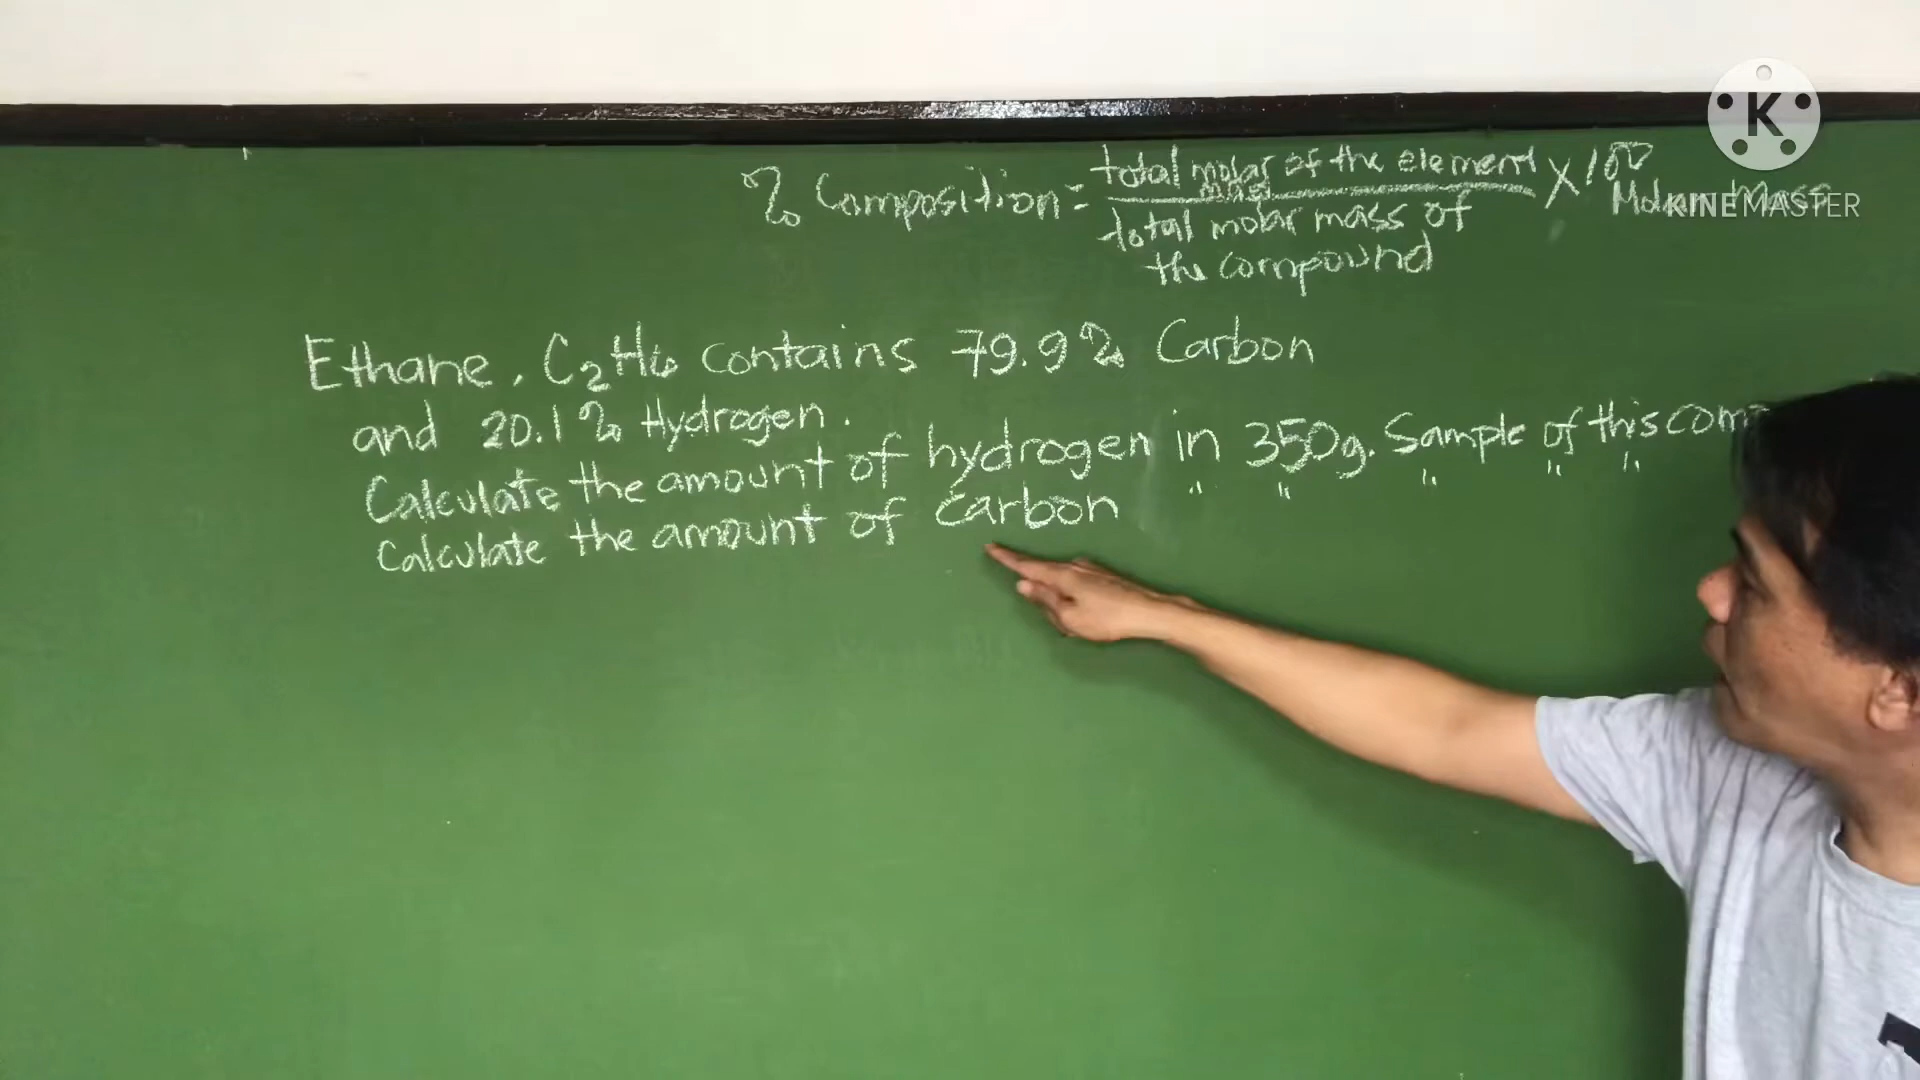 % Composition = total molar of the element X 100
mass
total molar mass of
the compound
K
KINEMASTER
Ethane, C2H6 contains 79.9% Carbon
and 20.1% Hydrogen.
Calculate the amount of hydrogen in 350g. Sample of this com
Calculate the amount of carbon " " " " "